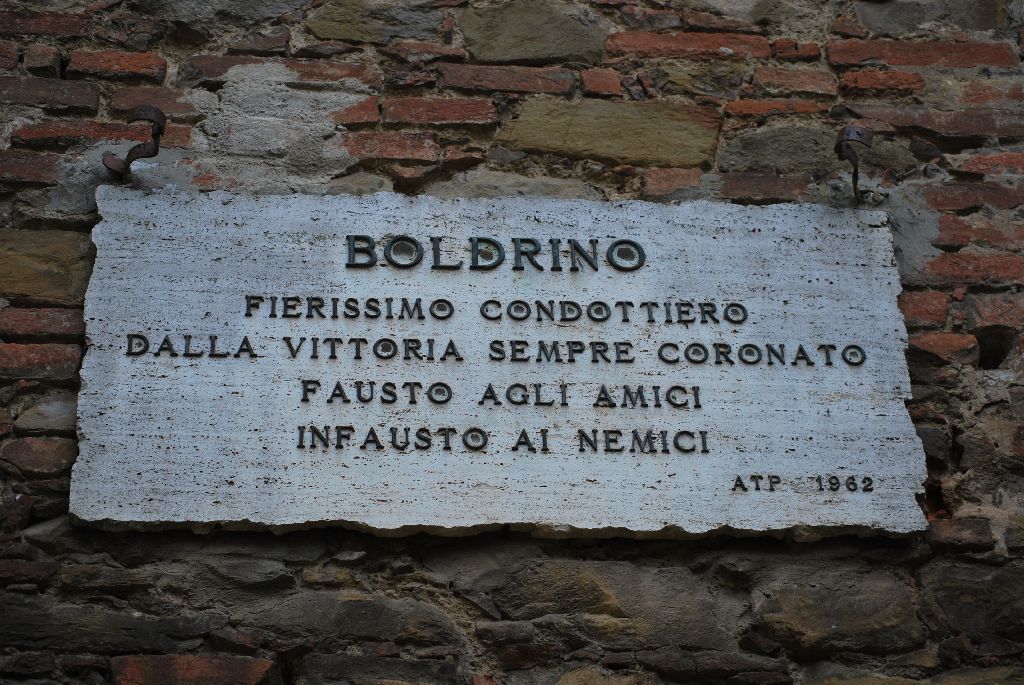 BOLDRINO
FIERISSIMO CONDOTTIERO
DALLA VITTORIA SEMPRE CORONATO
FAUSTO AGLI AMICI
INFAUSTO AI NEMICI
ATP 1962